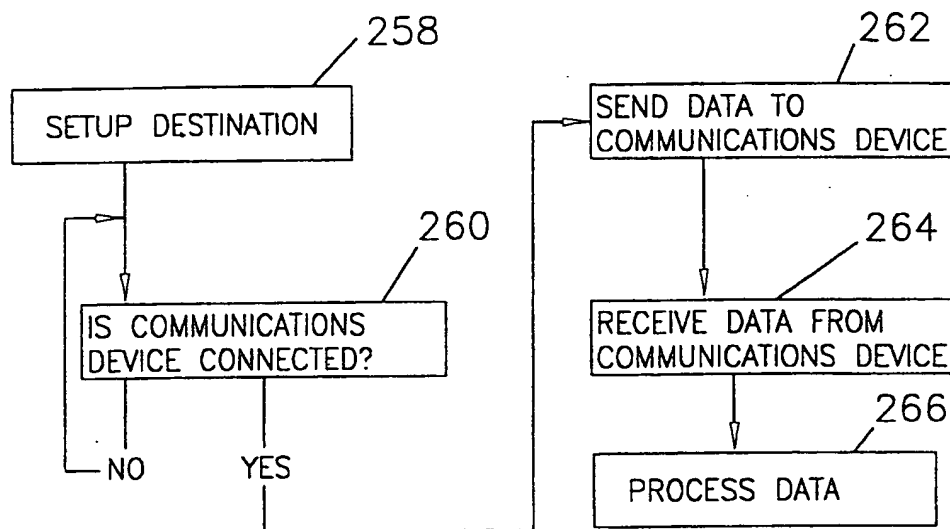 258
SETUP DESTINATION
260
IS COMMUNICATIONS
DEVICE CONNECTED?
NO
YES
262
SEND DATA TO
COMMUNICATIONS DEVICE
264
RECEIVE DATA FROM
COMMUNICATIONS DEVICE
266
PROCESS DATA